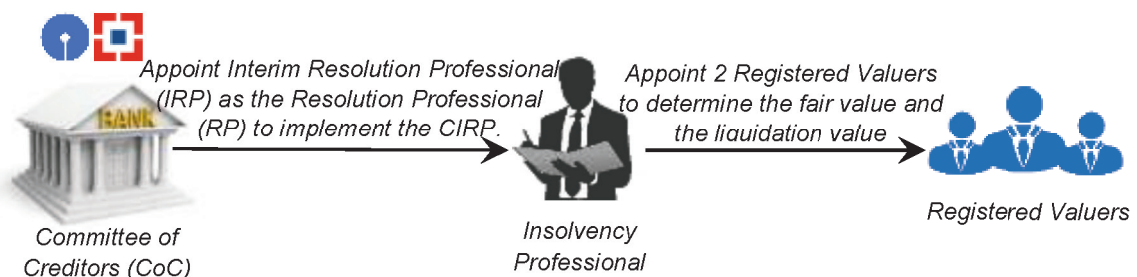 BANK
Committee of
Creditors (CoC)
Appoint Interim Resolution Professional
(IRP) as the Resolution Professional
(RP) to implement the CIRP.
Insolvency
Professional
Appoint 2 Registered Valuers
to determine the fair value and
the liquidation value
Registered Valuers